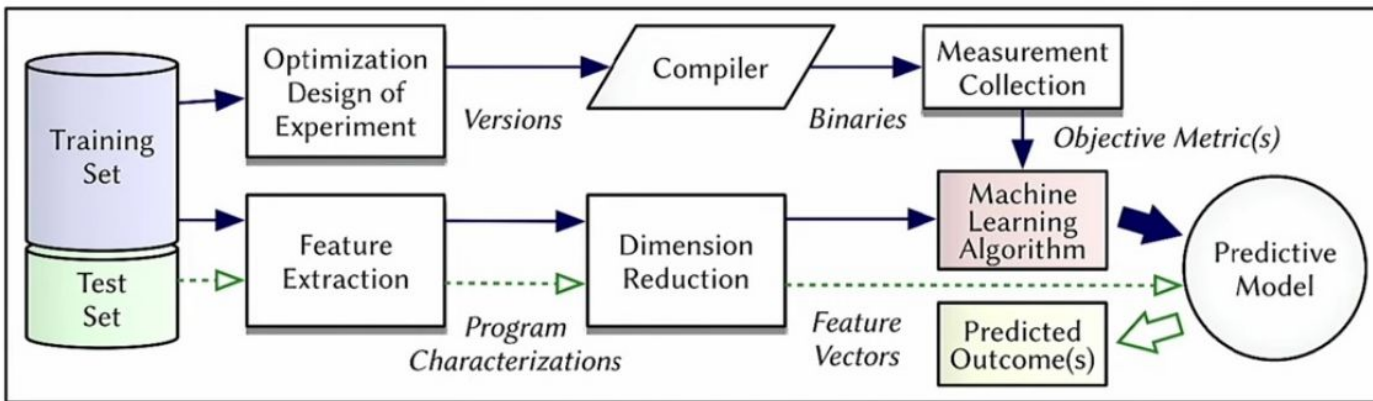 Training
Set
Test
Set
Optimization
Design of
Experiment
Versions
Compiler
Binaries
Measurement
Collection
Objective Metric(s)
Feature
Extraction
Program
Characterizations
Dimension
Reduction
Feature
Vectors
Machine
Learning
Algorithm
Predictive
Model
Predicted
Outcome(s)